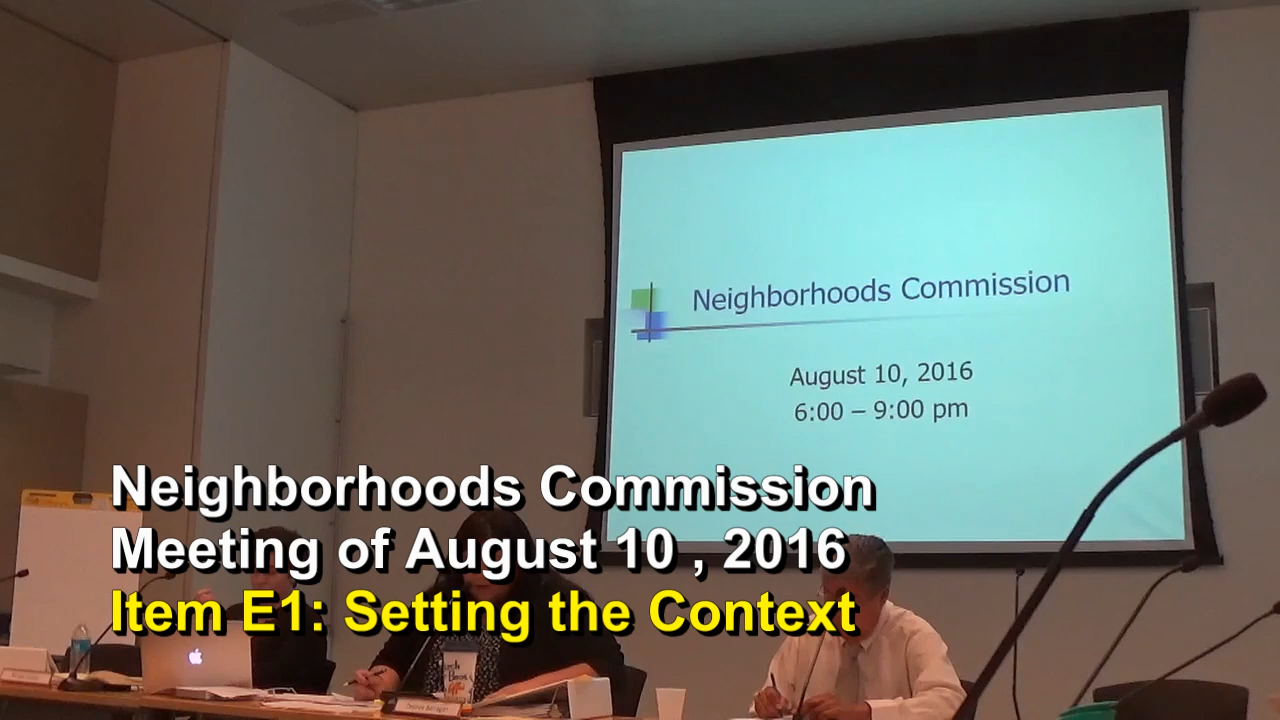 Neighborhoods Commission
August 10, 2016
6:00 – 9:00 pm
Neighborhoods Commission
Meeting of August 10 , 2016
Item E1: Setting the Context